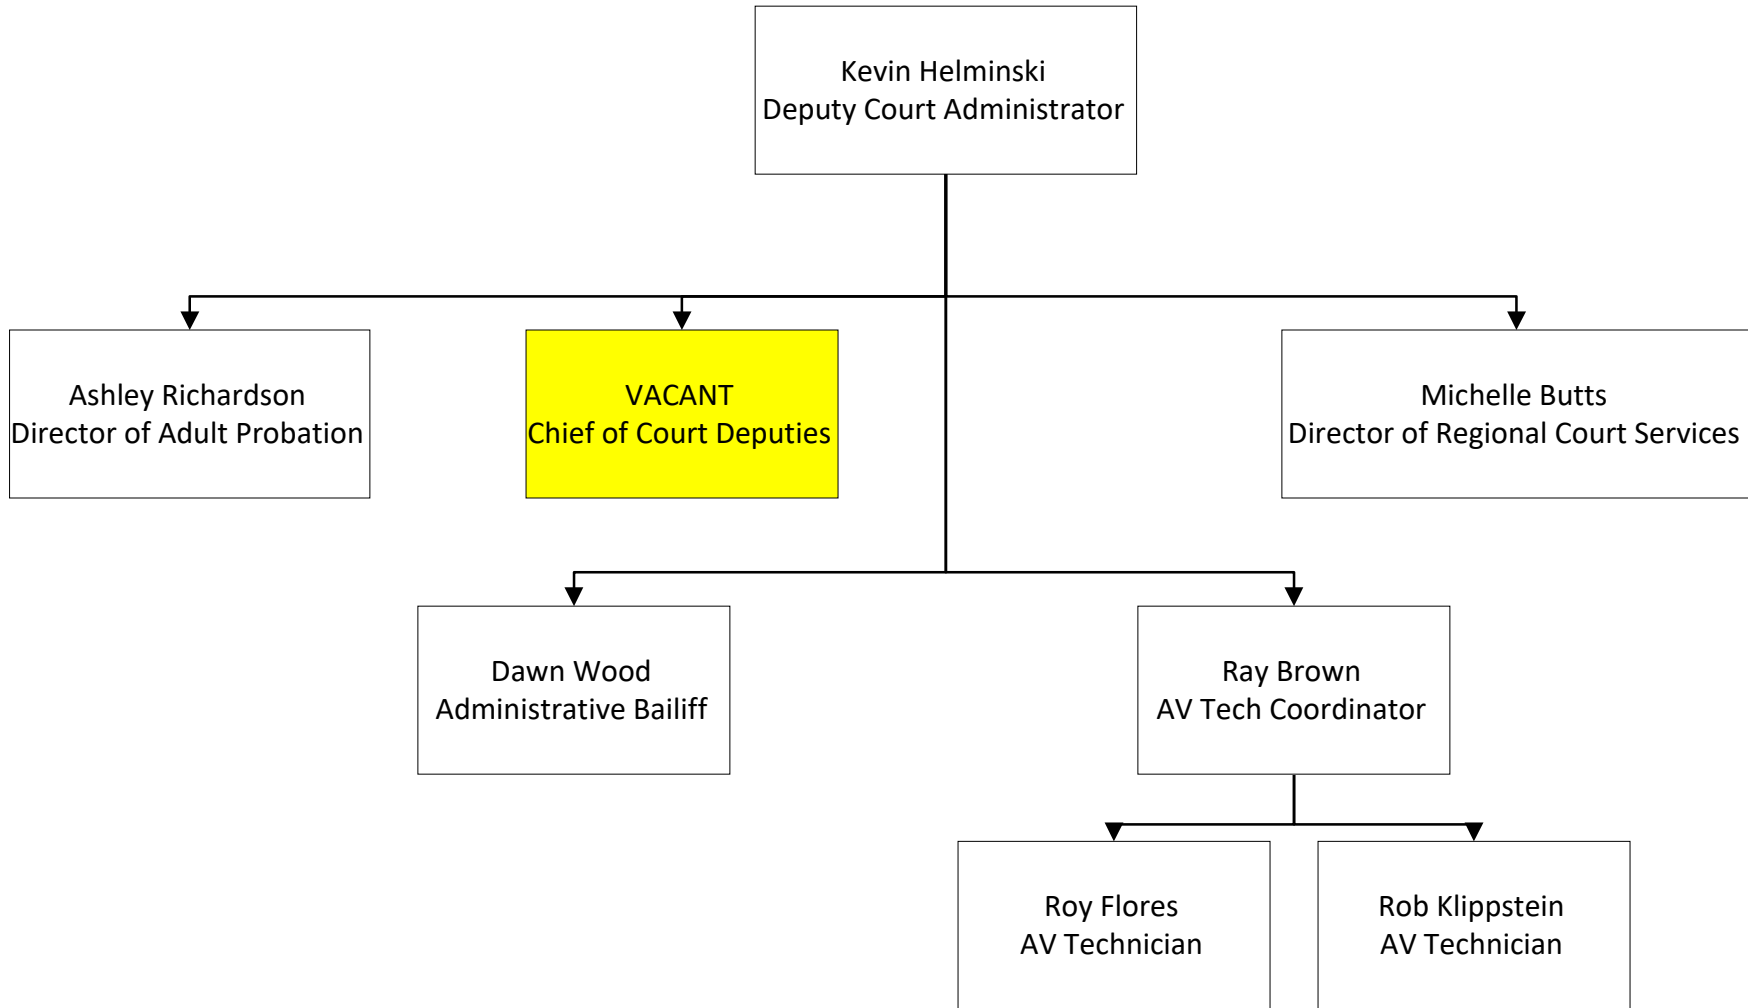 Kevin Helminski
Deputy Court Administrator
Ashley Richardson
Director of Adult Probation
VACANT
Chief of Court Deputies
Michelle Butts
Director of Regional Court Services
Dawn Wood
Administrative Bailiff
Ray Brown
AV Tech Coordinator
Roy Flores
AV Technician
Rob Klippstein
AV Technician